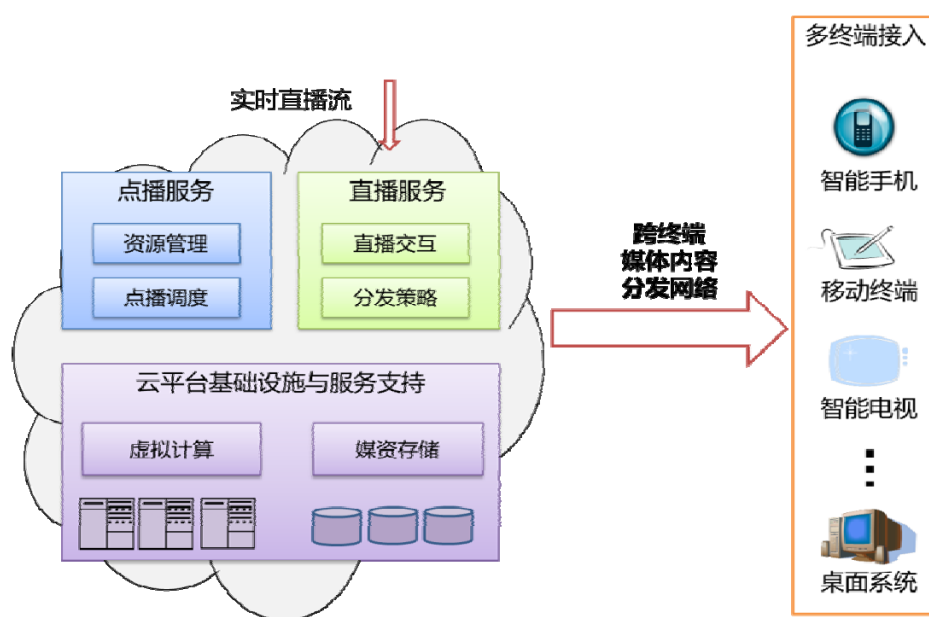 多终端接入
实时直播流
点播服务
资源管理
点播调度
直播服务
直播交互
分发策略
云平台基础设施与服务支持
虚拟计算
媒资存储
跨终端
媒体内容
分发网络
智能手机
移动终端
智能电视
桌面系统